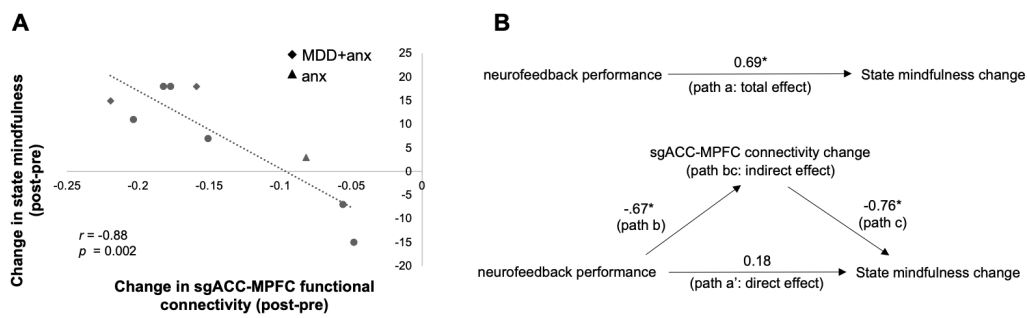 A
Change in state mindfulness
(post-pre)
MDD+anx
anx
25
20
15
10
5
0
-5
-10
-15
-20
-0.25
-0.2
-0.15
-0.1
-0.05
0
r = -0.88
p = 0.002
Change in sgACC-MPFC functional
connectivity (post-pre)
B
neurofeedback performance
0.69*
(path a: total effect)
State mindfulness change
sgACC-MPFC connectivity change
(path bc: indirect effect)
-.67*
(path b)
-0.76*
(path c)
neurofeedback performance
0.18
(path a’: direct effect)
State mindfulness change